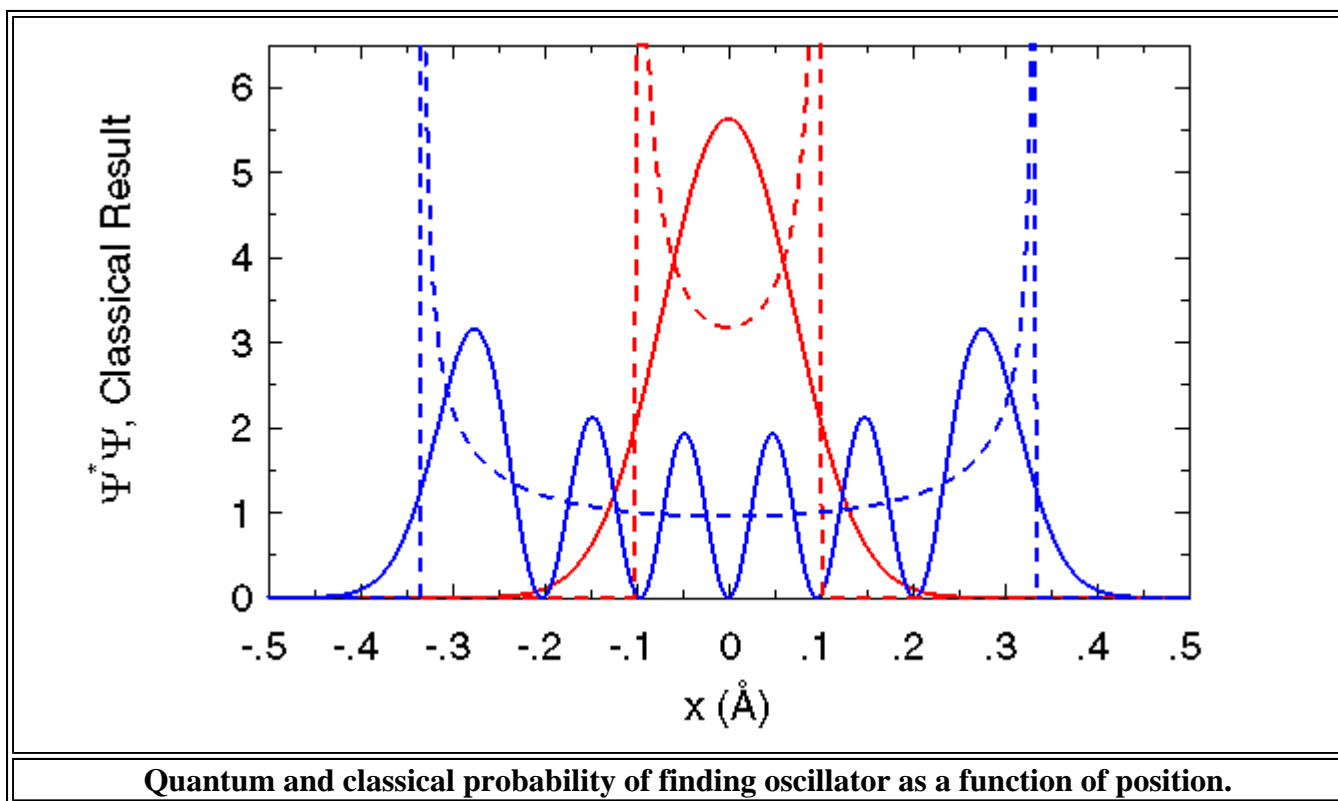 6
5
4
3
2
1
0
Ψ*Ψ, Classical Result
-.5 -.4 -.3 -.2 -.1 0 .1 .2 .3 .4 .5
x (Å)
Quantum and classical probability of finding oscillator as a function of position.